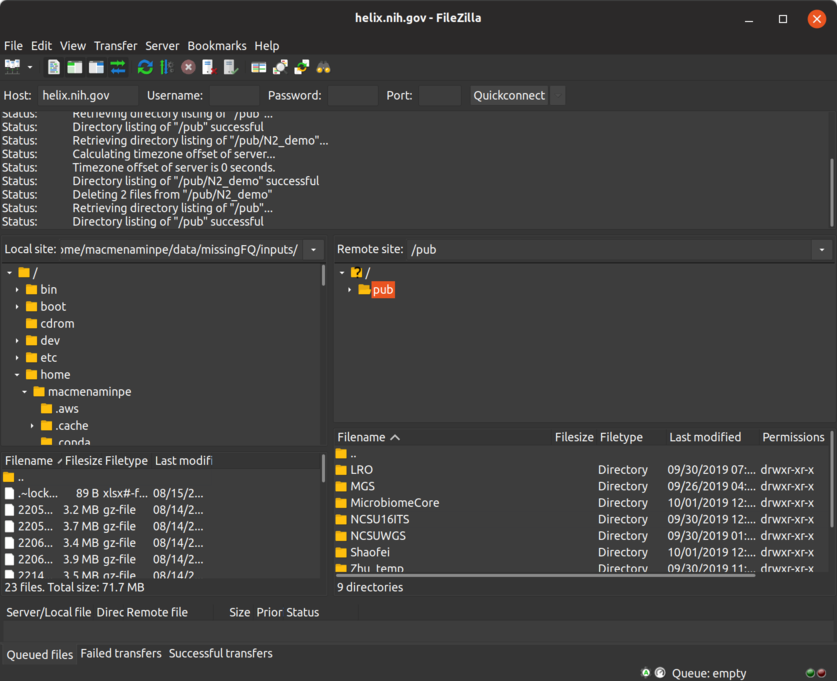 helix.nih.gov - FileZilla
File Edit View Transfer Server Bookmarks Help
Host: helix.nih.gov Username: Password: Port: Quickconnect
Status: Retrieving directory listing of "/pub"...
Status: Directory listing of "/pub" successful
Status: Retrieving directory listing of "/pub/N2_demo"...
Status: Calculating timezone offset of server...
Status: Timezone offset of server is 0 seconds.
Status: Directory listing of "/pub/N2_demo" successful
Status: Deleting 2 files from "/pub/N2_demo"
Status: Retrieving directory listing of "/pub"...
Status: Directory listing of "/pub" successful
Local site: ome/macmenaminpe/data/missingFQ/inputs/
/
bin
boot
cdrom
dev
etc
home
macmenaminpe
.aws
.cache
.conda
Filename Filesize Filetype Last modifi
..
.~lock... 89 B xlsx#-f... 08/15/2...
2205... 3.2 MB gz-file 08/14/2...
2205... 3.7 MB gz-file 08/14/2...
2206... 3.4 MB gz-file 08/14/2...
2206... 3.9 MB gz-file 08/14/2...
2214... 3.5 MB gz-file 08/14/2...
23 files. Total size: 71.7 MB
Remote site: /pub
/
pub
Filename Filesize Filetype Last modified Permissions
..
LRO Directory 09/30/2019 07:... drwxr-xr-x
MGS Directory 09/26/2019 04:... drwxr-xr-x
MicrobiomeCore Directory 10/01/2019 12:... drwxr-xr-x
NCSU16ITS Directory 09/30/2019 12:... drwxr-xr-x
NCSUWGS Directory 09/30/2019 01:... drwxr-xr-x
Shaofei Directory 10/01/2019 12:... drwxr-xr-x
Zhu_temp Directory 09/30/2019 11:... drwxr-xr-x
9 directories
Server/Local file Direc Remote file Size Prior Status
Queued files Failed transfers Successful transfers
Queue: empty